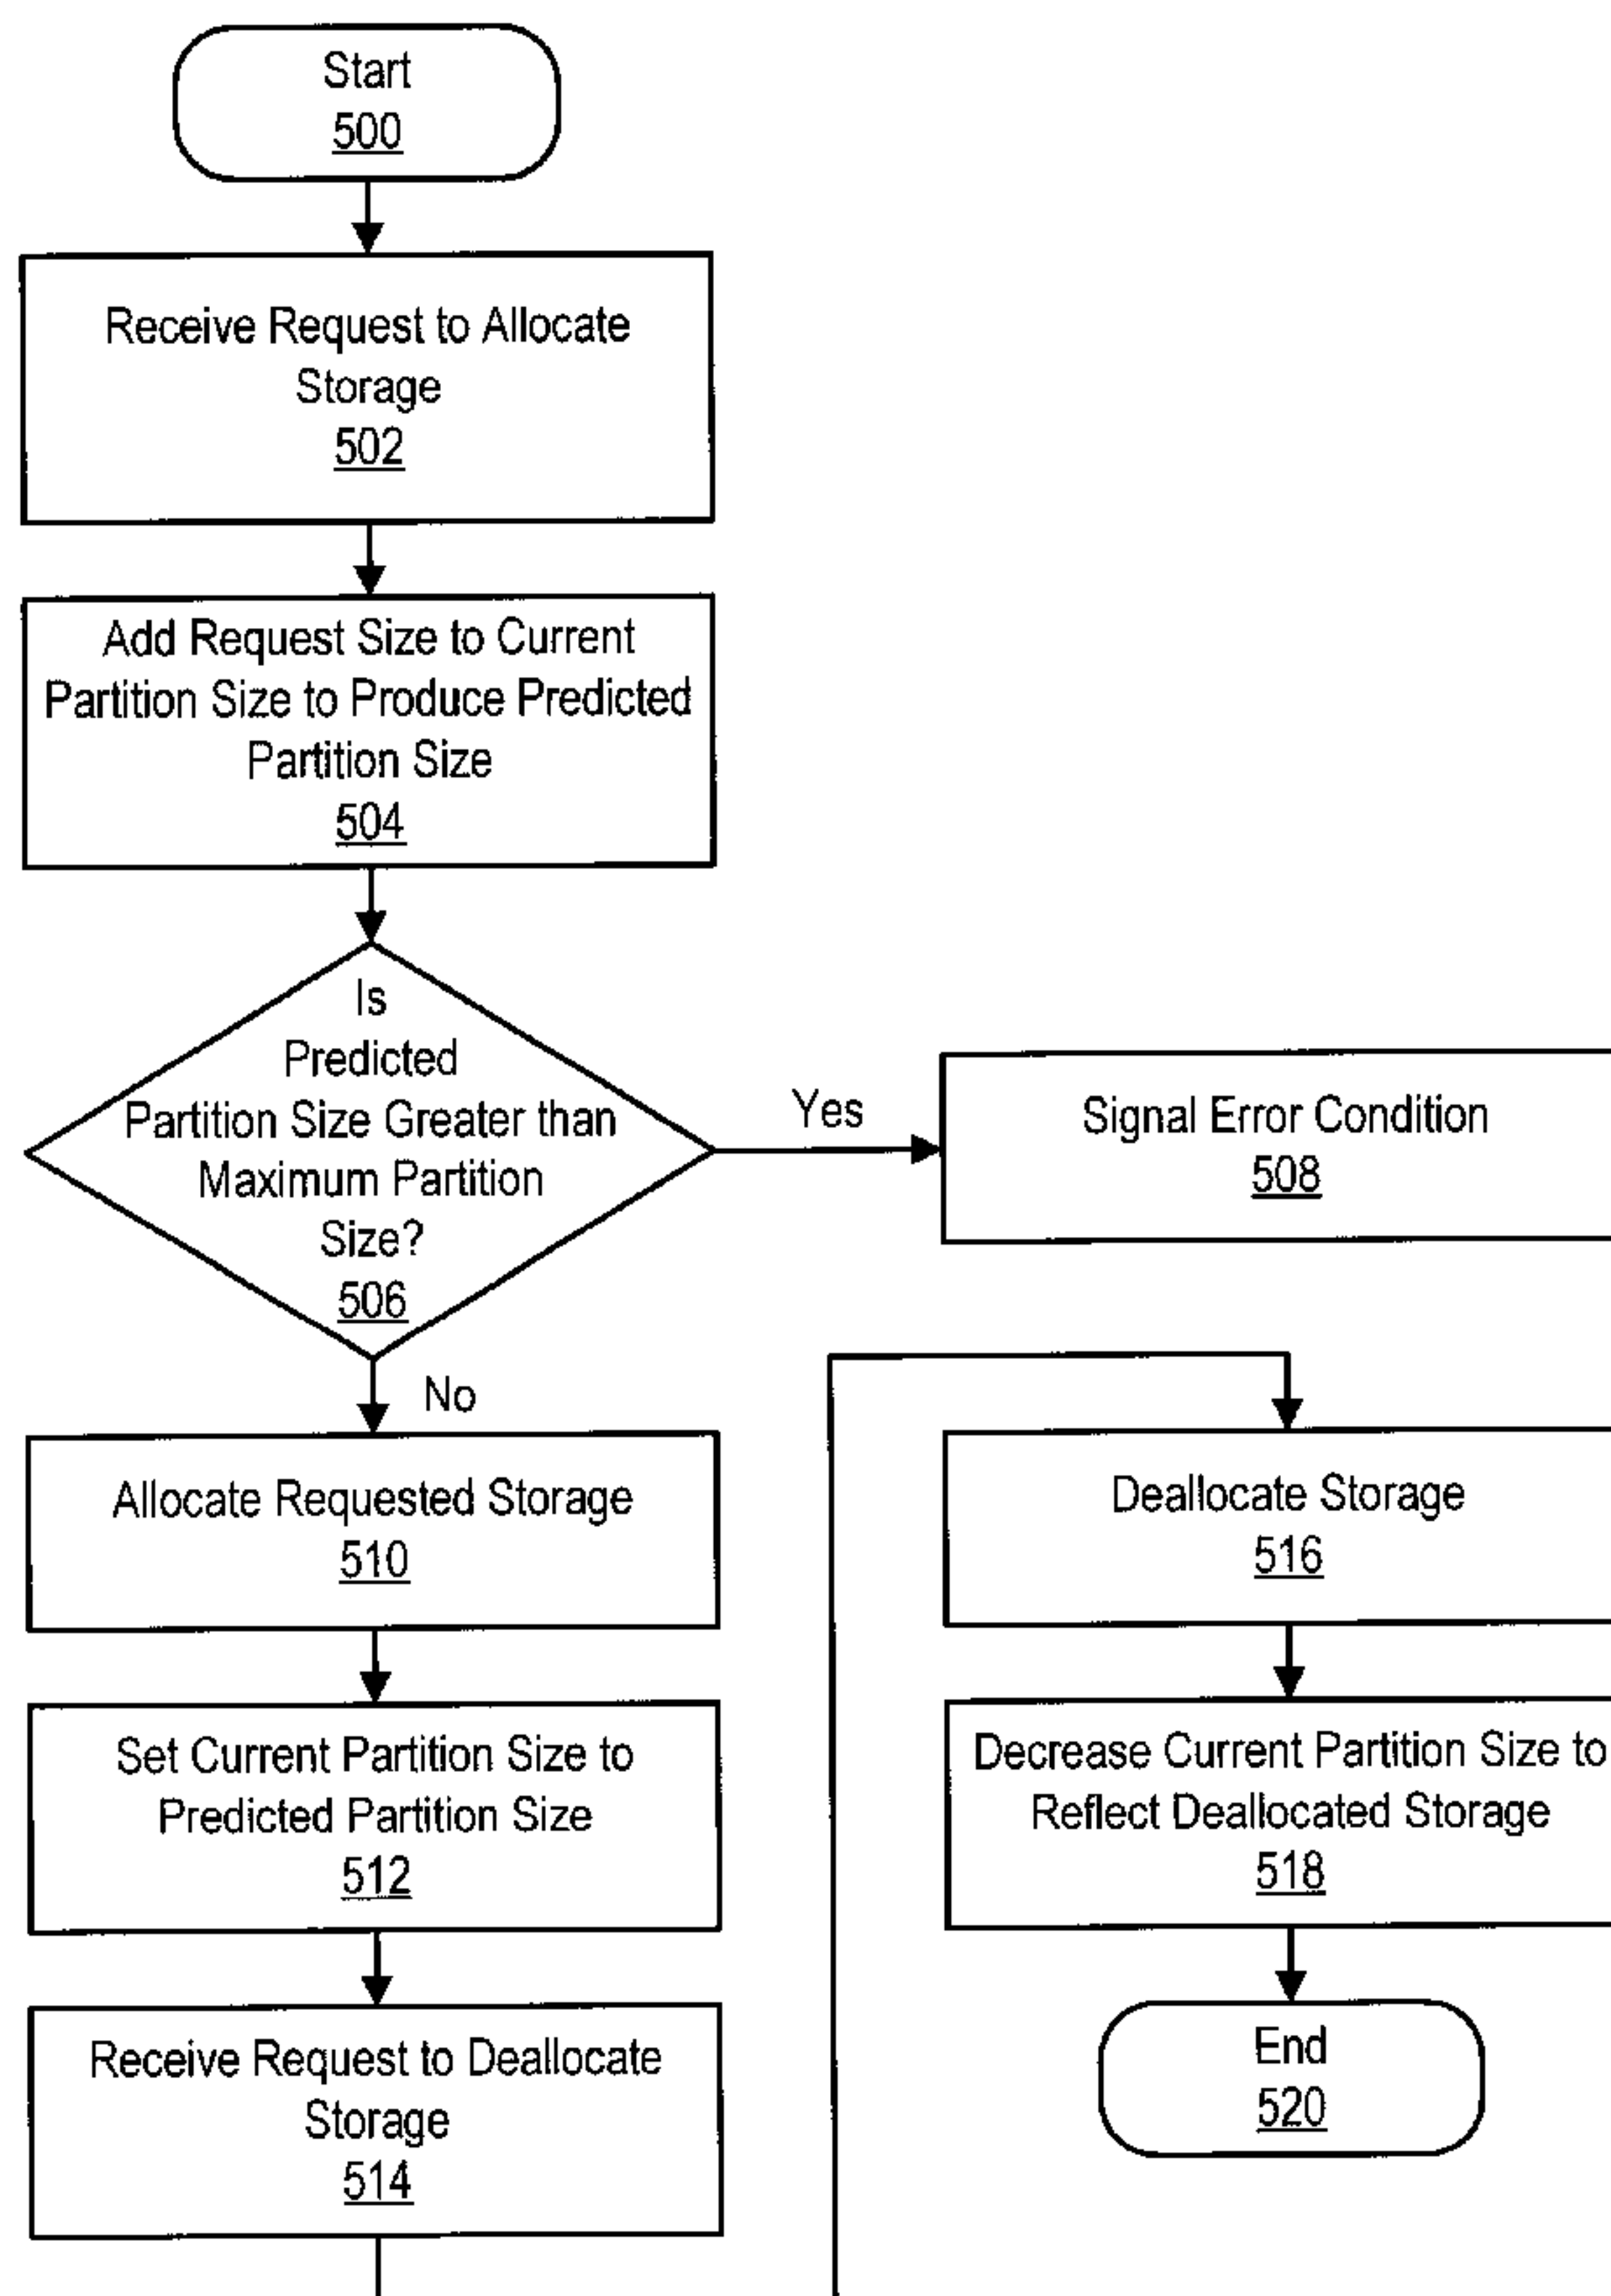 Start
500
Receive Request to Allocate
Storage
502
Add Request Size to Current
Partition Size to Produce Predicted
Partition Size
504
Is
Predicted
Partition Size Greater than
Maximum Partition
Size?
506
Yes
Signal Error Condition
508
No
Allocate Requested Storage
510
Set Current Partition Size to
Predicted Partition Size
512
Receive Request to Deallocate
Storage
514
Deallocate Storage
516
Decrease Current Partition Size to
Reflect Deallocated Storage
518
End
520